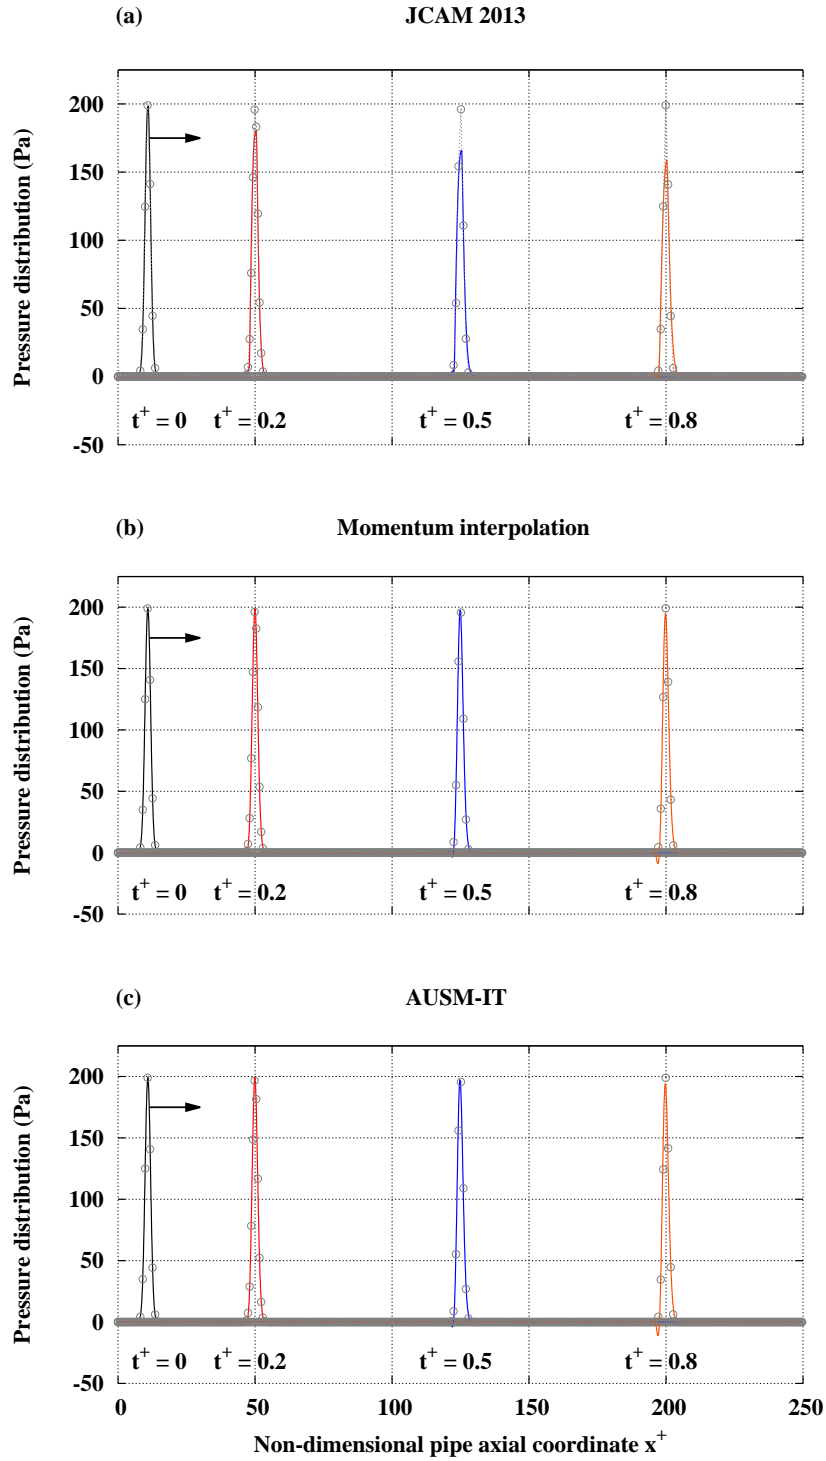 (a) JCAM 2013
Pressure distribution (Pa)
200
150
100
50
0
-50
t+ = 0 t+ = 0.2 t+ = 0.5 t+ = 0.8
(b) Momentum interpolation
Pressure distribution (Pa)
200
150
100
50
0
-50
t+ = 0 t+ = 0.2 t+ = 0.5 t+ = 0.8
(c) AUSM-IT
Pressure distribution (Pa)
200
150
100
50
0
-50
t+ = 0 t+ = 0.2 t+ = 0.5 t+ = 0.8
0 50 100 150 200 250
Non-dimensional pipe axial coordinate x+